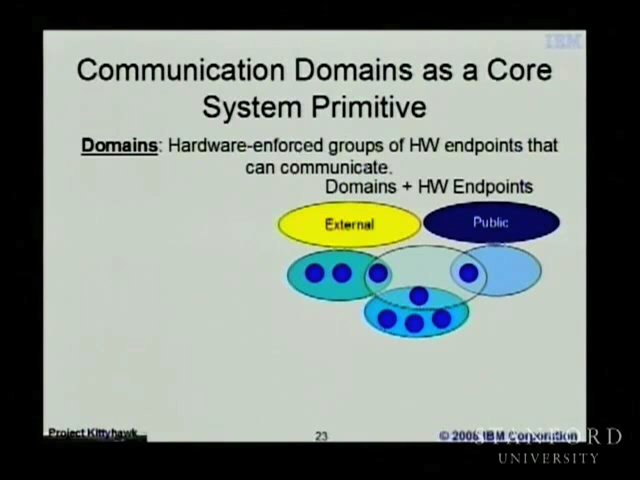 IBM
Communication Domains as a Core
System Primitive
Domains: Hardware-enforced groups of HW endpoints that
can communicate.
Domains + HW Endpoints
External
Public
Project Kittyhawk
23
© 2008 IBM Corporation
STANFORD
UNIVERSITY